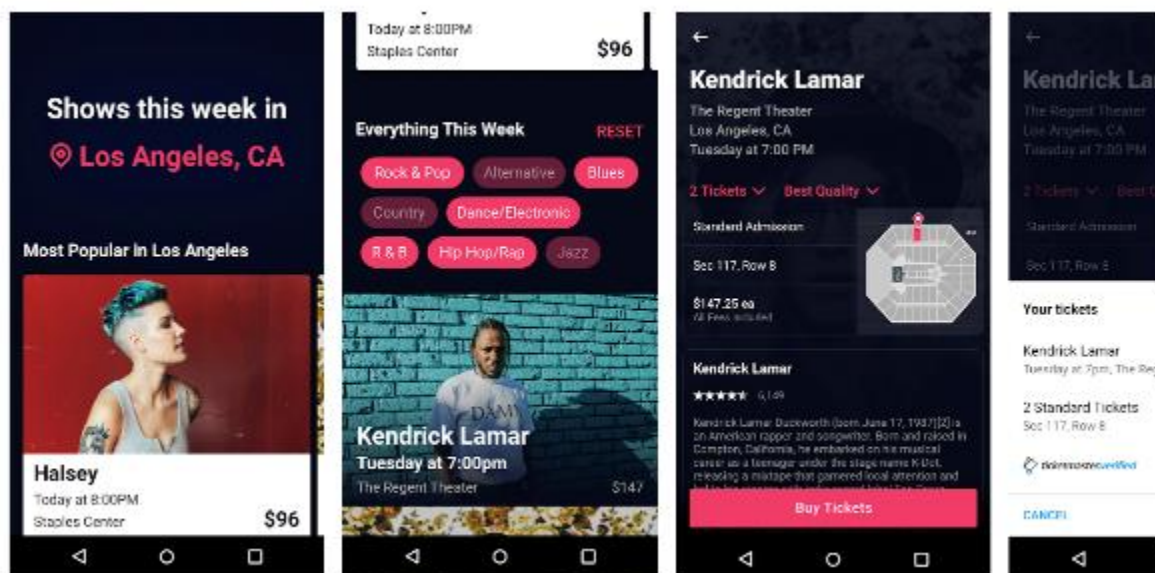 Shows this week in
Los Angeles, CA
Most Popular in Los Angeles
Halsey
Today at 8:00PM
Staples Center
$96
Today at 8:00PM
Staples Center
$96
Everything This Week
RESET
Rock & Pop
Alternative
Blues
Country
Dance/Electronic
R & B
Hip Hop/Rap
Jazz
DAMN
Kendrick Lamar
Tuesday at 7:00pm
The Regent Theater
$147
Kendrick Lamar
The Regent Theater
Los Angeles, CA
Tuesday at 7:00 PM
2 Tickets
Best Quality
Standard Admission
Sec 117, Row B
$147.25 ea
All Fees Included
Kendrick Lamar
6,149
Kendrick Lamar Duckworth (born June 17, 1987)[2] is
an American rapper and songwriter. Born and raised in
Compton, California, he embarked on his musical
career as a teenager under the stage name K-Dot,
releasing a mixtape that garnered local attention and
Buy Tickets
Kendrick La
The Regent Theater
Los Angeles, CA
Tuesday at 7:00 PM
2 Tickets
Best
Standard Admission
Sec 117, Row B
Your tickets
Kendrick Lamar
Tuesday at 7pm, The Reg
2 Standard Tickets
Sec 117, Row B
ticketmaster verified
CANCEL